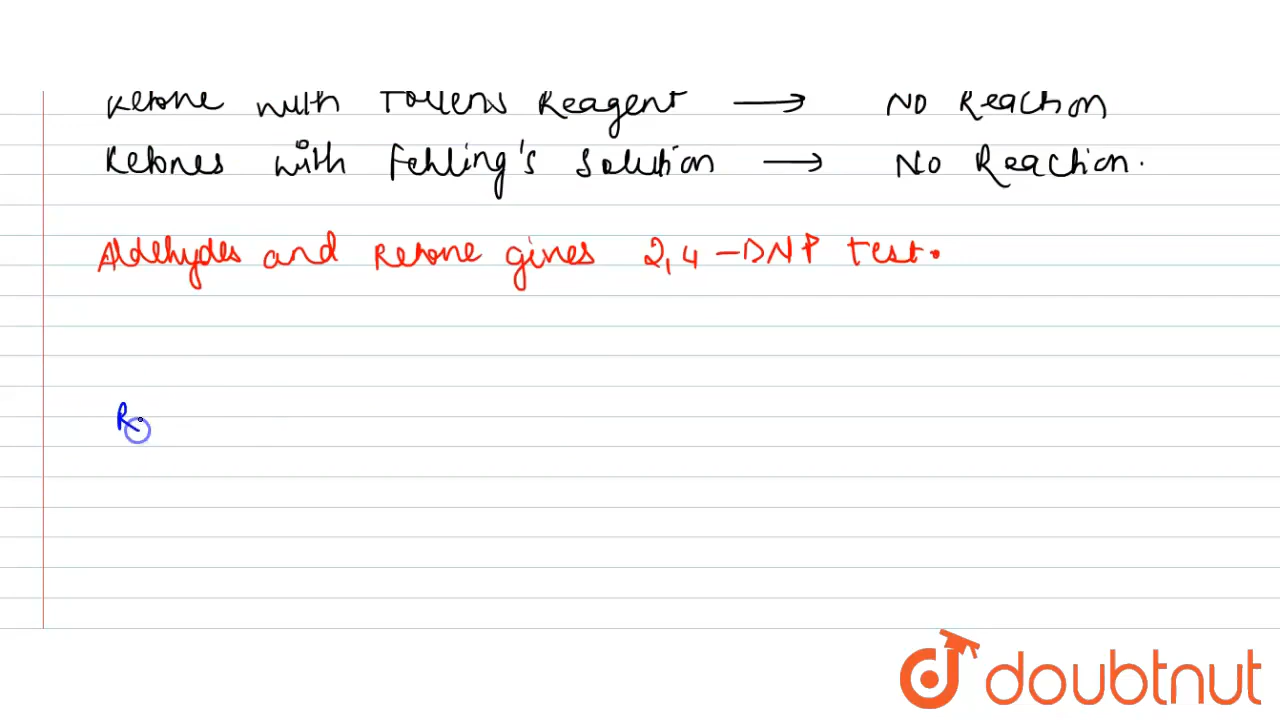 Ketone with Tollens Reagent → No Reaction
Ketones with Fehling's Solution → No Reaction.
Aldehydes and Ketone gives 2,4-DNP test.
R
doubtnut